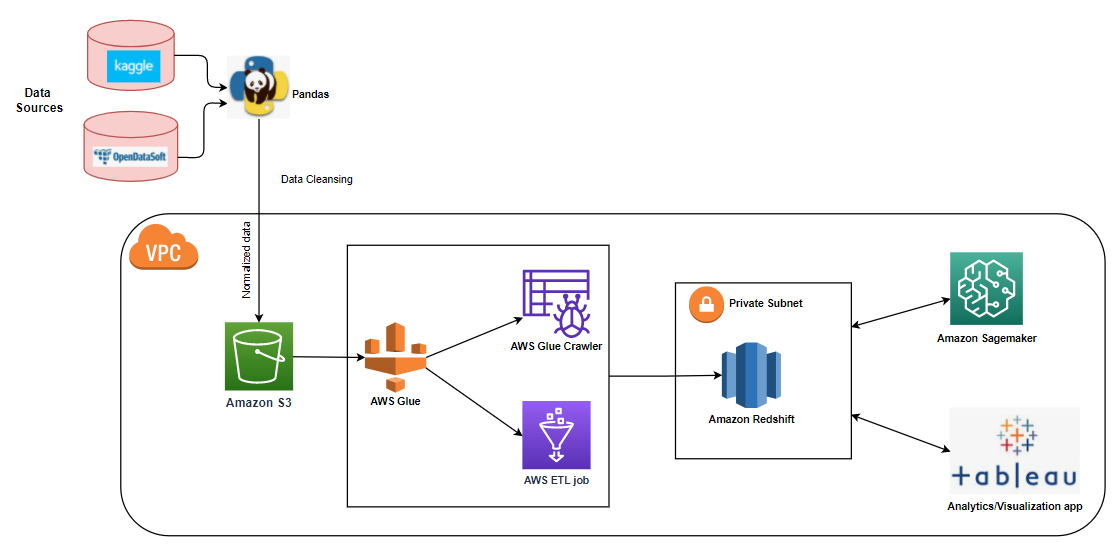 kaggle
Data
Sources
Pandas
OpenDataSoft
Data Cleansing
VPC
Normalized data
Private Subnet
AWS Glue Crawler
Amazon Sagemaker
Amazon S3
AWS Glue
Amazon Redshift
AWS ETL job
+ableau
Analytics/Visualization app